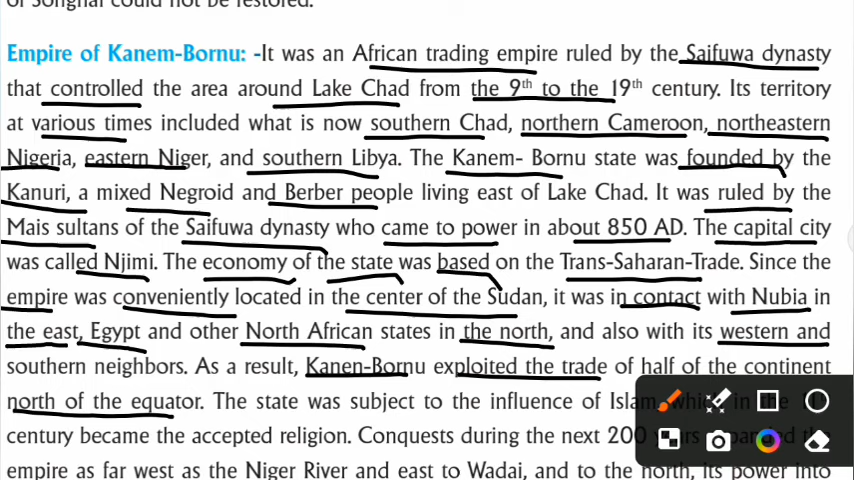 of Songhai could not be restored.
Empire of Kanem-Bornu: -It was an African trading empire ruled by the Saifuwa dynasty
that controlled the area around Lake Chad from the 9th to the 19th century. Its territory
at various times included what is now southern Chad, northern Cameroon, northeastern
Nigeria, eastern Niger, and southern Libya. The Kanem- Bornu state was founded by the
Kanuri, a mixed Negroid and Berber people living east of Lake Chad. It was ruled by the
Mais sultans of the Saifuwa dynasty who came to power in about 850 AD. The capital city
was called Njimi. The economy of the state was based on the Trans-Saharan-Trade. Since the
empire was conveniently located in the center of the Sudan, it was in contact with Nubia in
the east, Egypt and other North African states in the north, and also with its western and
southern neighbors. As a result, Kanen-Bornu exploited the trade of half of the continent
north of the equator. The state was subject to the influence of Islam, which in the
century became the accepted religion. Conquests during the next 200 years expanded the
empire as far west as the Niger River and east to Wadai, and to the north, its power into